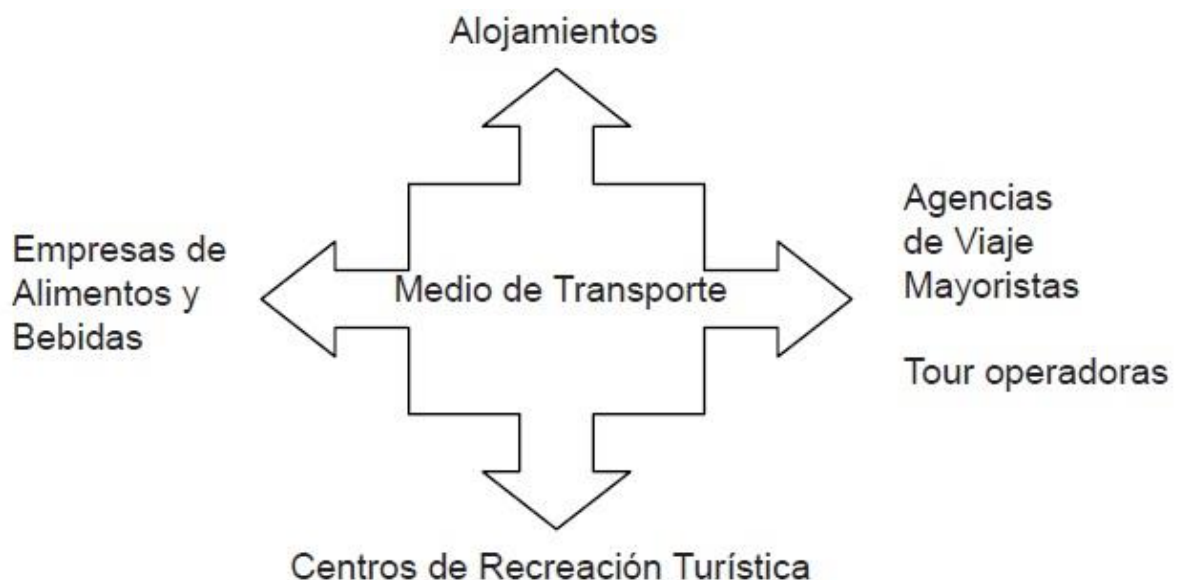 Alojamientos
Empresas de
Alimentos y
Bebidas
Medio de Transporte
Agencias
de Viaje
Mayoristas
Tour operadoras
Centros de Recreación Turística